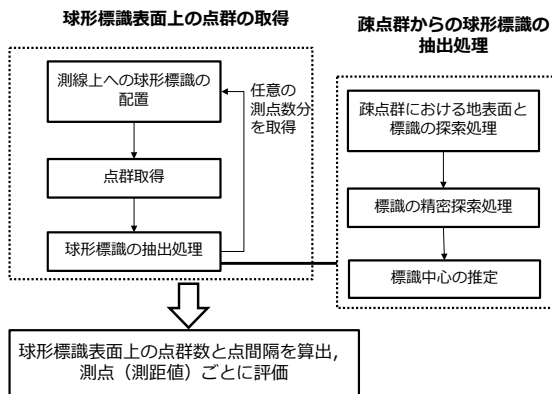 球形標識表面上の点群の取得
測線上への球形標識の
配置
任意の
測点数分
を取得
点群取得
球形標識の抽出処理
疎点群からの球形標識の
抽出処理
疎点群における地表面と
標識の探索処理
標識の精密探索処理
標識中心の推定
球形標識表面上の点群数と点間隔を算出，
測点（測距値）ごとに評価